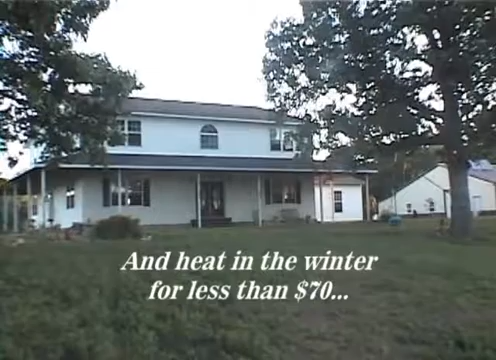 And heat in the winter
for less than $70...